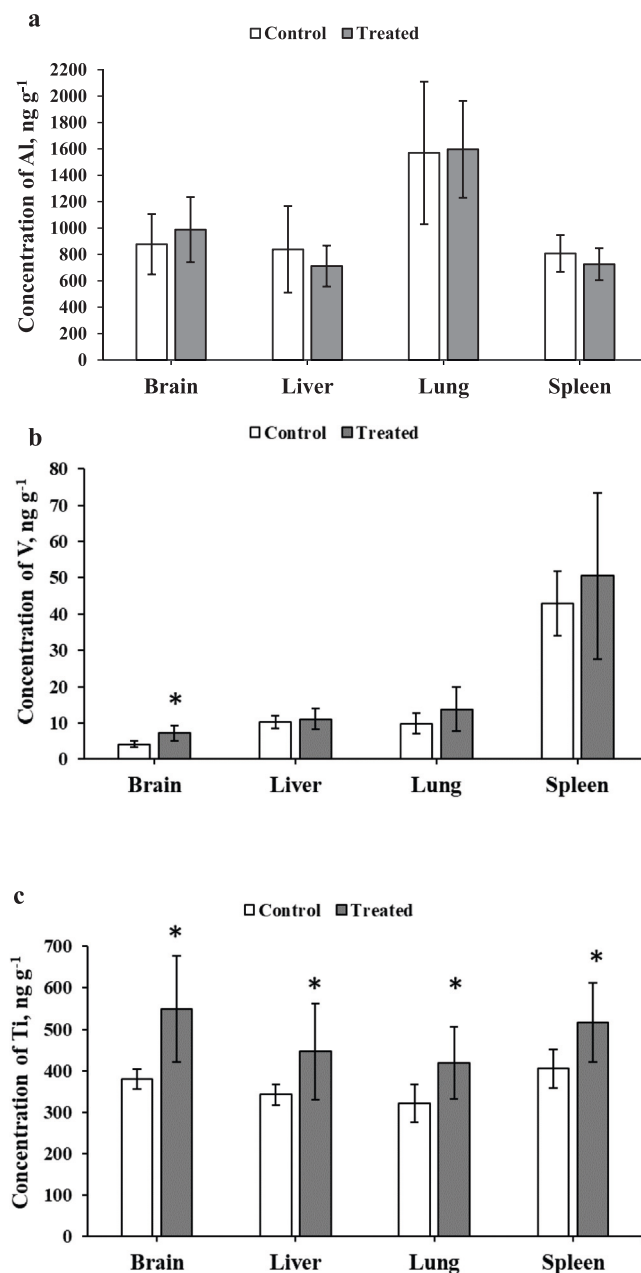 a
Control Treated
Concentration of Al, ng g-1
2200
2000
1800
1600
1400
1200
1000
800
600
400
200
0
Brain Liver Lung Spleen
b
Control Treated
Concentration of V, ng g-1
80
70
60
50
40
30
20
10
0
*
Brain Liver Lung Spleen
c
Control Treated
Concentration of Ti, ng g-1
700
600
500
400
300
200
100
0
* * * *
Brain Liver Lung Spleen